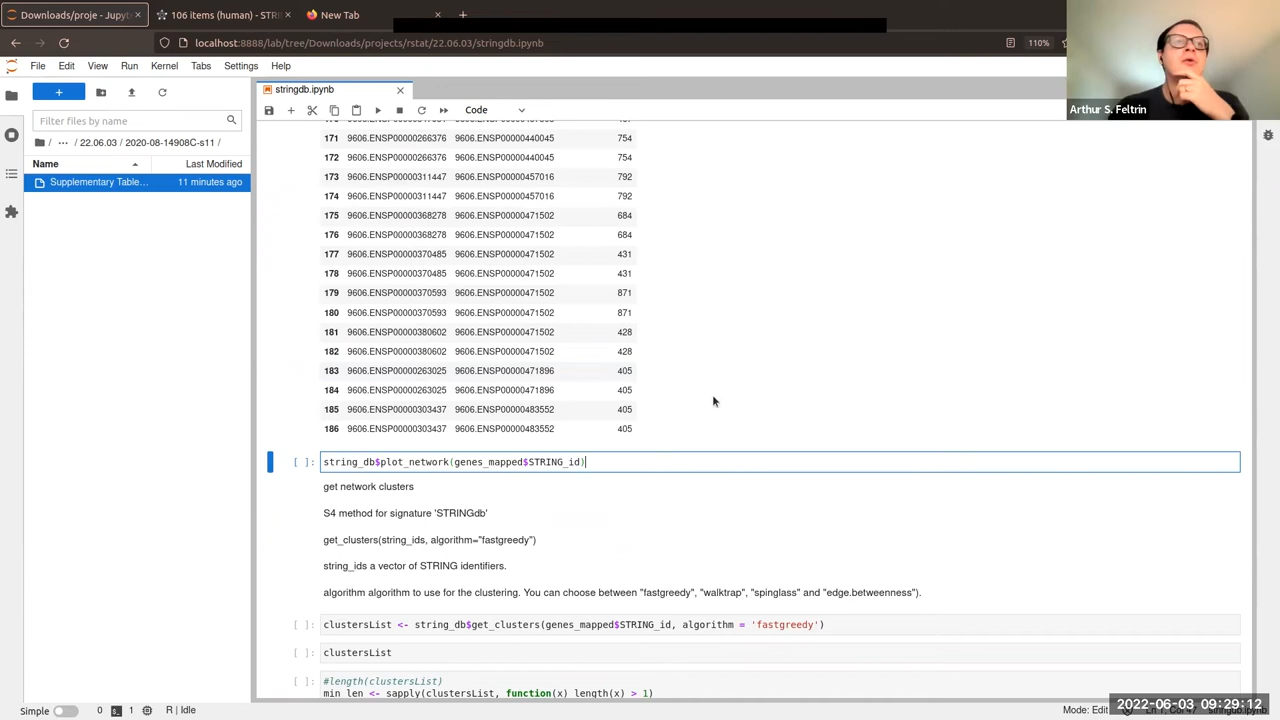 Downloads/proje - Jupyt
106 items (human) - STRI
New Tab
localhost:8888/lab/tree/Downloads/projects/rstat/22.06.03/stringdb.ipynb
110%
File Edit View Run Kernel Tabs Settings Help
Arthur S. Feltrin
stringdb.ipynb
Code
Filter files by name
/ ... / 22.06.03 / 2020-08-14908C-s11 /
Name Last Modified
Supplementary Table... 11 minutes ago
171 9606.ENSP00000266376 9606.ENSP00000440045 754
172 9606.ENSP00000266376 9606.ENSP00000440045 754
173 9606.ENSP00000311447 9606.ENSP00000457016 792
174 9606.ENSP00000311447 9606.ENSP00000457016 792
175 9606.ENSP00000368278 9606.ENSP00000471502 684
176 9606.ENSP00000368278 9606.ENSP00000471502 684
177 9606.ENSP00000370485 9606.ENSP00000471502 431
178 9606.ENSP00000370485 9606.ENSP00000471502 431
179 9606.ENSP00000370593 9606.ENSP00000471502 871
180 9606.ENSP00000370593 9606.ENSP00000471502 871
181 9606.ENSP00000380602 9606.ENSP00000471502 428
182 9606.ENSP00000380602 9606.ENSP00000471502 428
183 9606.ENSP00000263025 9606.ENSP00000471896 405
184 9606.ENSP00000263025 9606.ENSP00000471896 405
185 9606.ENSP00000303437 9606.ENSP00000483552 405
186 9606.ENSP00000303437 9606.ENSP00000483552 405
[ ]: string_db$plot_network(genes_mapped$STRING_id)
get network clusters
S4 method for signature 'STRINGdb'
get_clusters(string_ids, algorithm="fastgreedy")
string_ids a vector of STRING identifiers.
algorithm algorithm to use for the clustering. You can choose between "fastgreedy", "walktrap", "spinglass" and "edge.betweenness").
[ ]: clustersList <- string_db$get_clusters(genes_mapped$STRING_id, algorithm = 'fastgreedy')
[ ]: clustersList
[ ]: #length(clustersList)
min_len <- sapply(clustersList, function(x) length(x) > 1)
Simple 0 1 R | Idle
Mode: Edit
2022-06-03 09:29:12